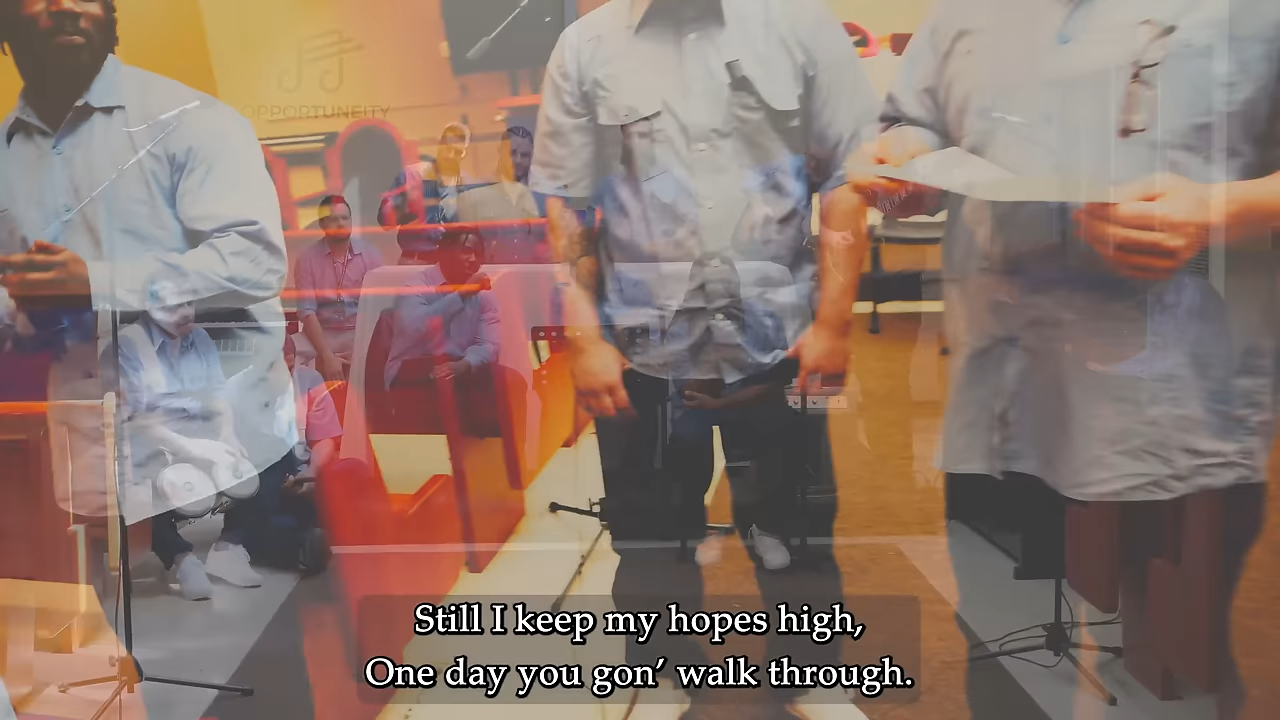 OPPORTUNEITY
Still I keep my hopes high,
One day you gon’ walk through.